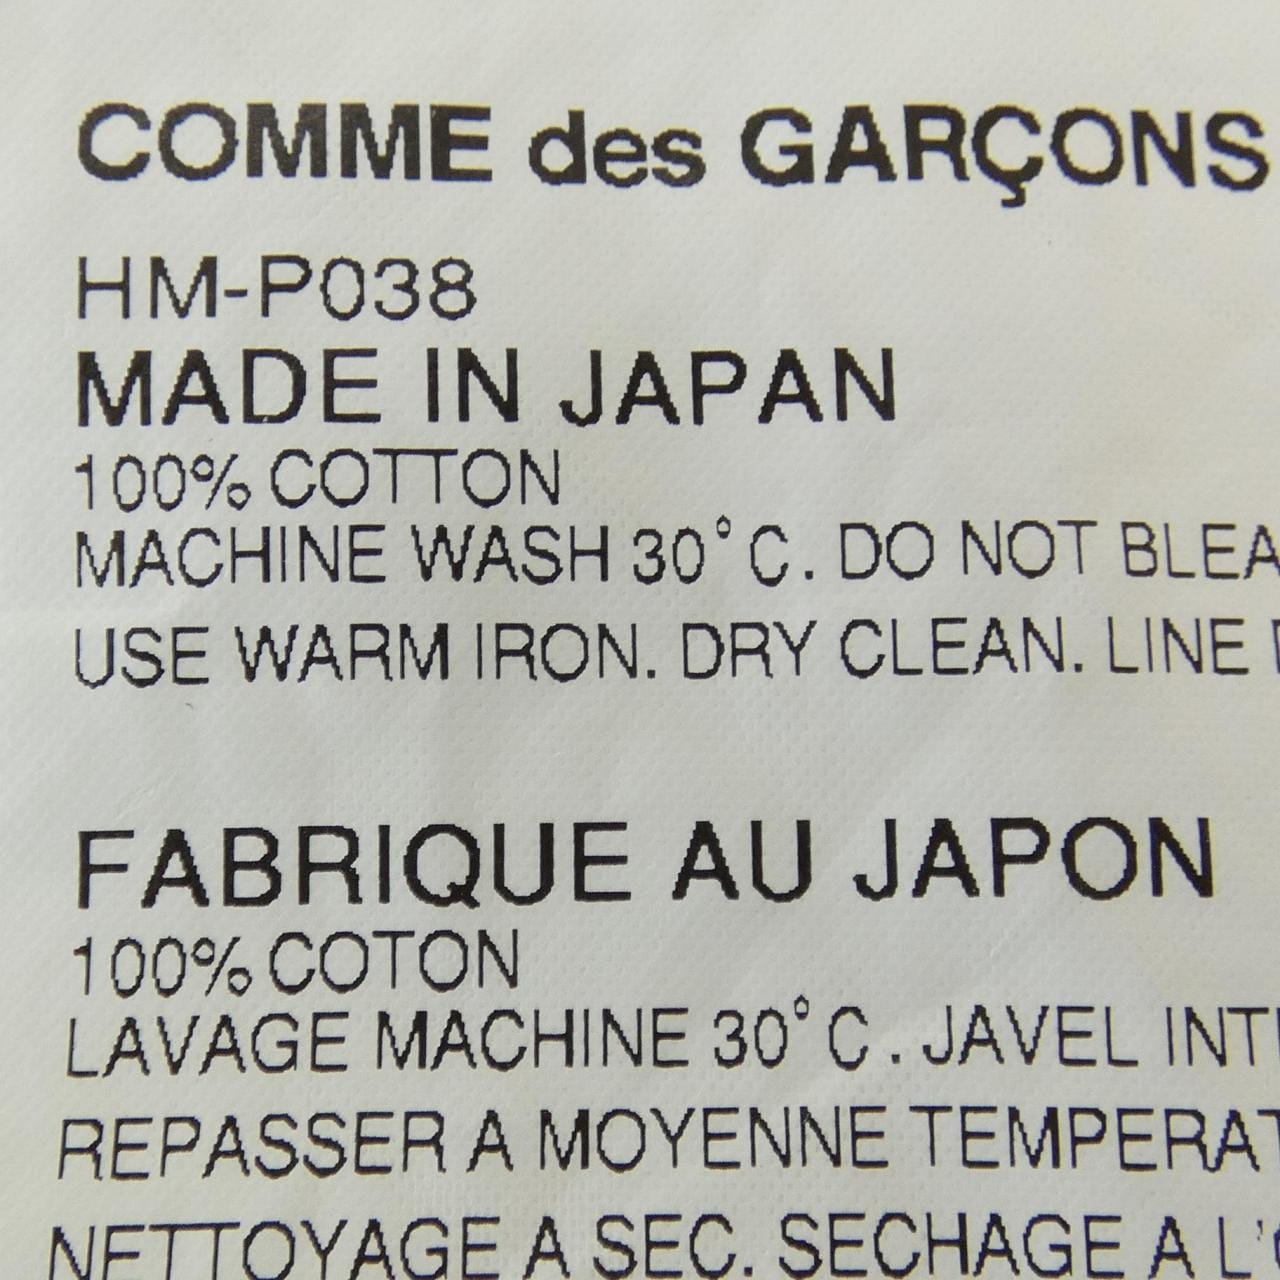 COMME des GARÇONS
HM-P038
MADE IN JAPAN
100% COTTON
MACHINE WASH 30°C. DO NOT BLEA
USE WARM IRON. DRY CLEAN. LINE
FABRIQUE AU JAPON
100% COTON
LAVAGE MACHINE 30°C. JAVEL INT
REPASSER A MOYENNE TEMPERAT
NETTOYAGE A SEC. SECHAGE A L'